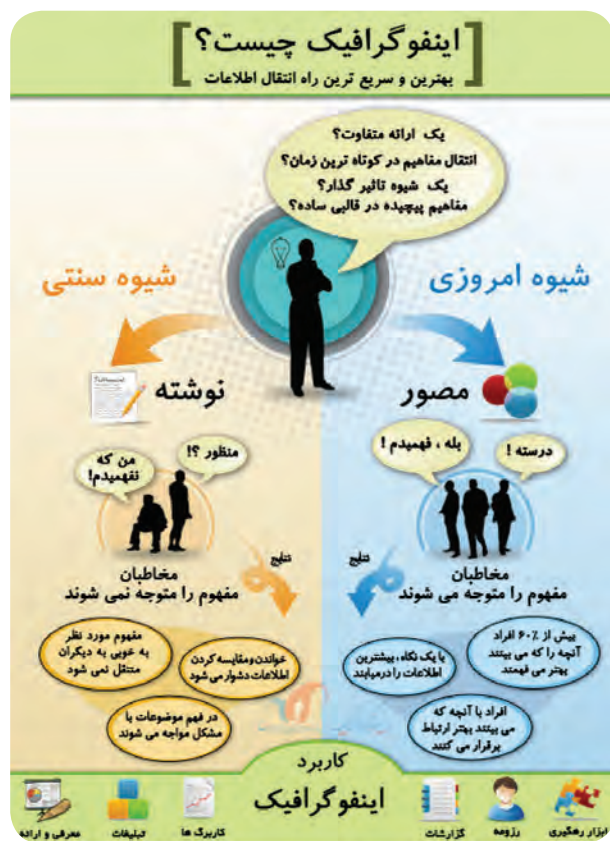 اینفوگرافیک چیست؟
بهترین و سریع ترین راه انتقال اطلاعات
یک ارائه متفاوت؟
انتقال مفاهیم در کوتاه ترین زمان؟
یک شیوه تاثیر گذار؟
مفاهیم پیچیده در قالبی ساده؟
شیوه امروزی
مصور
درسته !
بله ، فهمیدم !
مخاطبان
مفهوم را متوجه می شوند
نتایج
بیش از ۶۰٪ افراد
آنچه را که می بینند
بهتر می فهمند
با یک نگاه، بیشترین
اطلاعات را درمیابند
افراد با آنچه که
می بینند بهتر ارتباط
برقرار می کنند
شیوه سنتی
نوشته
منظور ؟!
من که
نفهمیدم!
نتایج
مخاطبان
مفهوم را متوجه نمی شوند
خواندن و مقایسه کردن
اطلاعات دشوار می شود
مفهوم مورد نظر
به خوبی به دیگران
منتقل نمی شود
در فهم موضوعات با
مشکل مواجه می شوند
کاربرد
اینفوگرافیک
ابزار رهگیری
رزومه
گزارشات
کاربرگ ها
تبلیغات
معرفی و ارائه